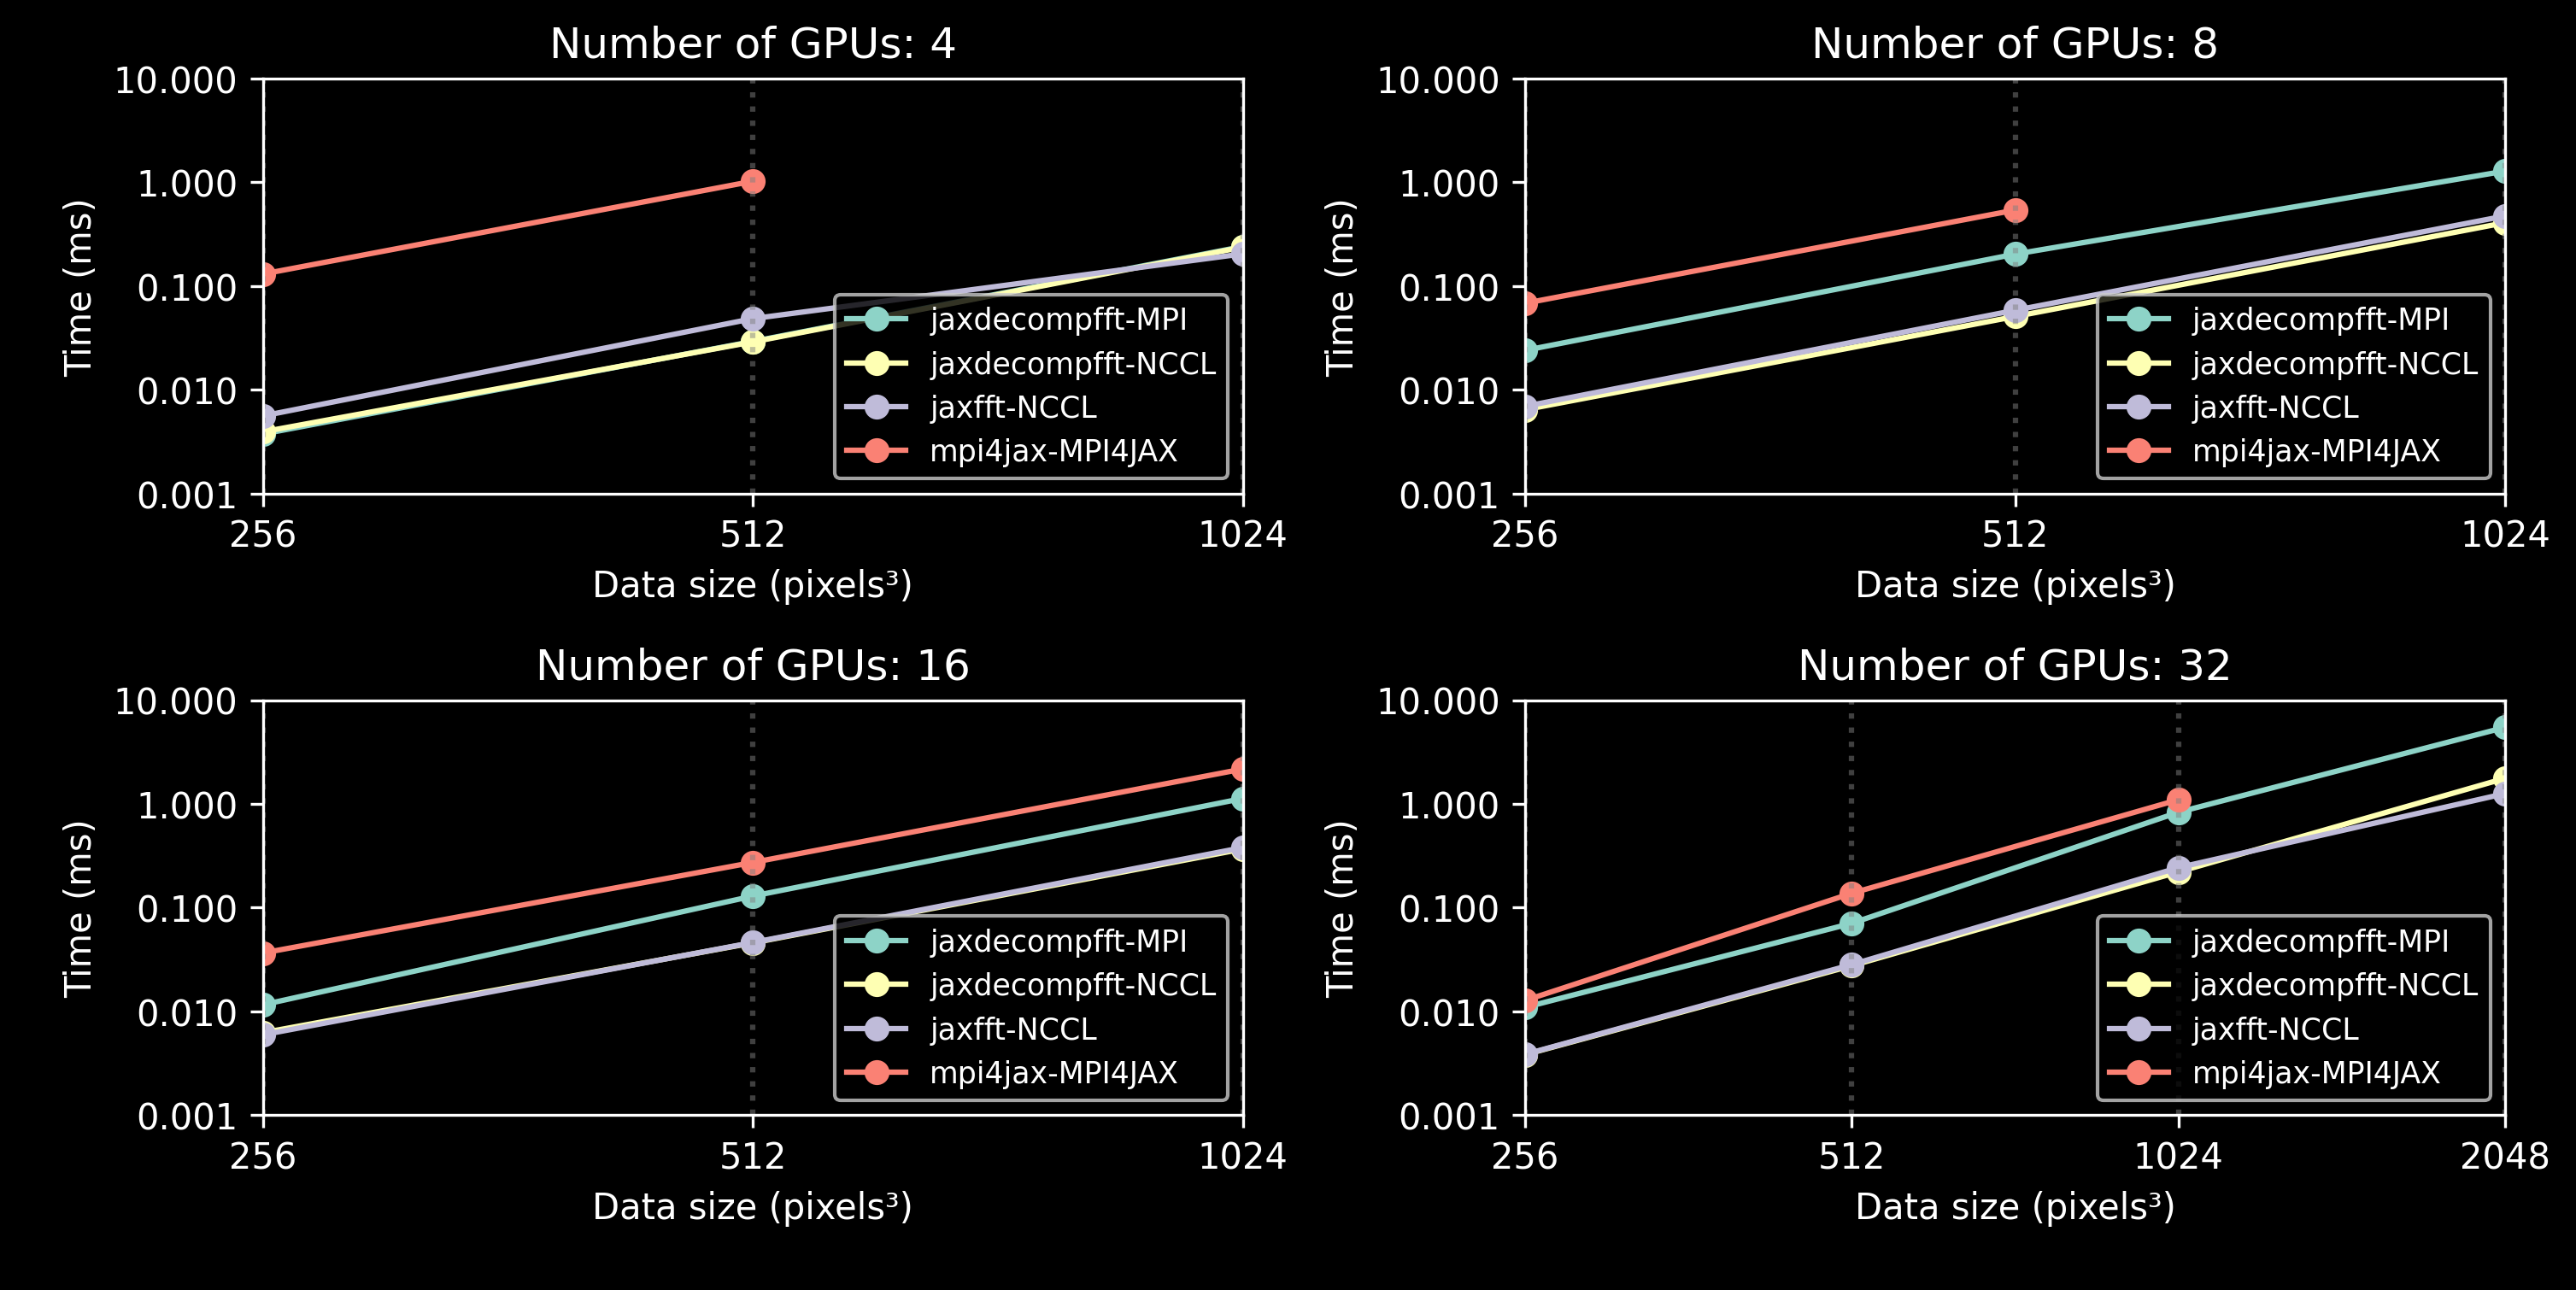 Number of GPUs: 4
10.000
1.000
0.100
0.010
0.001
Time (ms)
jaxdecompfft-MPI
jaxdecompfft-NCCL
jaxfft-NCCL
mpi4jax-MPI4JAX
256 512 1024
Data size (pixels³)
Number of GPUs: 8
10.000
1.000
0.100
0.010
0.001
Time (ms)
jaxdecompfft-MPI
jaxdecompfft-NCCL
jaxfft-NCCL
mpi4jax-MPI4JAX
256 512 1024
Data size (pixels³)
Number of GPUs: 16
10.000
1.000
0.100
0.010
0.001
Time (ms)
jaxdecompfft-MPI
jaxdecompfft-NCCL
jaxfft-NCCL
mpi4jax-MPI4JAX
256 512 1024
Data size (pixels³)
Number of GPUs: 32
10.000
1.000
0.100
0.010
0.001
Time (ms)
jaxdecompfft-MPI
jaxdecompfft-NCCL
jaxfft-NCCL
mpi4jax-MPI4JAX
256 512 1024 2048
Data size (pixels³)